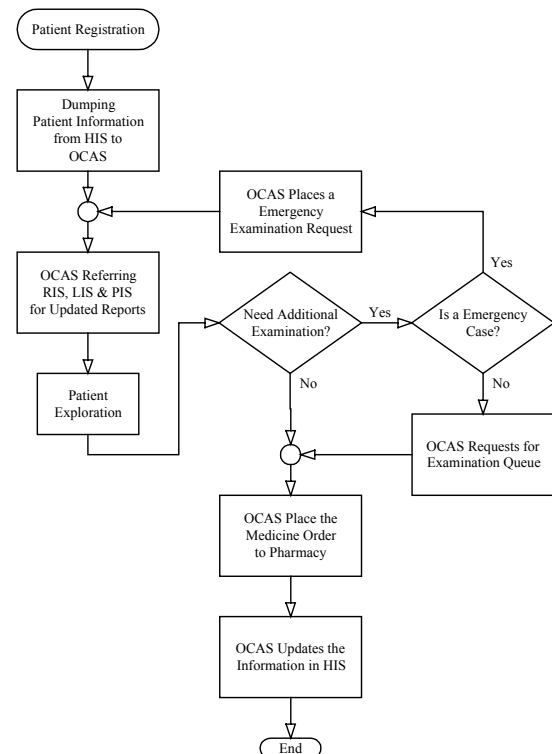 Patient Registration
Dumping
Patient Information
from HIS to
OCAS
OCAS Places a
Emergency
Examination Request
OCAS Referring
RIS, LIS & PIS
for Updated Reports
Need Additional
Examination?
Yes
Is a Emergency
Case?
Yes
No
No
Patient
Exploration
OCAS Requests for
Examination Queue
OCAS Place the
Medicine Order
to Pharmacy
OCAS Updates the
Information in HIS
End